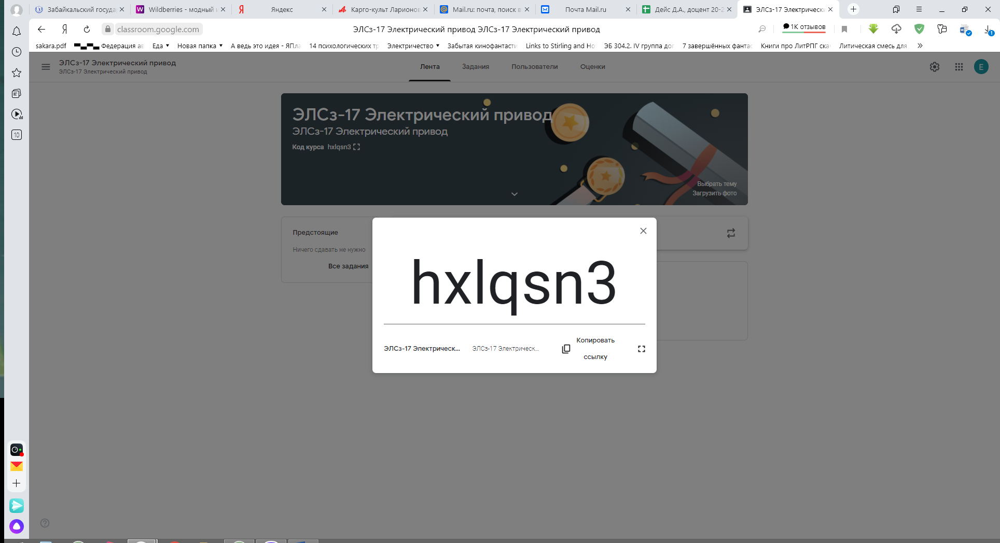 Забайкальский госуда
Wildberries - модный и
Яндекс
Карго-культ Ларионов
Mail.ru: почта, поиск в
Почта Mail.ru
Дейс Д.А., доцент 20-2
ЭЛСз-17 Электрически
classroom.google.com
ЭЛСз-17 Электрический привод ЭЛСз-17 Электрический привод
1К отзывов
1
sakara.pdf
Федерация ав
Еда
Новая папка
А ведь это идея - ЯПла
14 психологических тр
Электричество
Забытая кинофантасти
Links to Stirling and Ho
ЭБ 304.2. IV группа доп
7 завершённых фантас
Книги про ЛитРПГ ска
Литическая смесь для
10
ЭЛСз-17 Электрический привод
ЭЛСз-17 Электрический привод
Лента
Задания
Пользователи
Оценки
E
ЭЛСз-17 Электрический привод
ЭЛСз-17 Электрический привод
Код курса hxlqsn3
Выбрать тему
Загрузить фото
Предстоящие
Ничего сдавать не нужно
Все задания
hxlqsn3
ЭЛСз-17 Электрическ...
ЭЛСз-17 Электрическ...
Копировать
ссылку